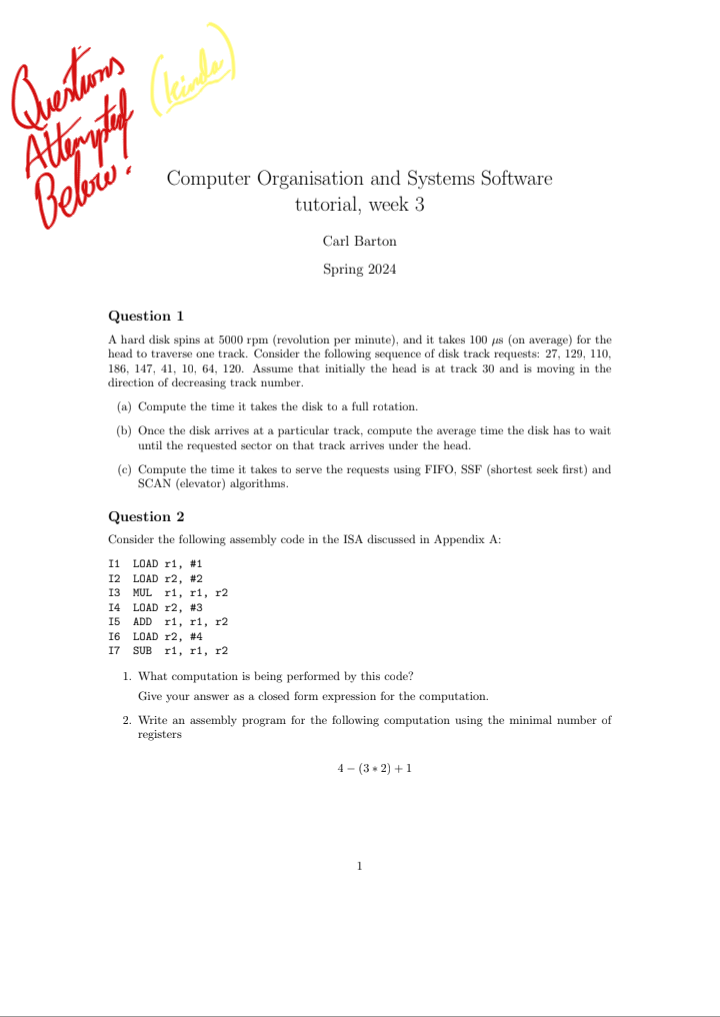 Questions
Attempted
Below!
(kinda)
Computer Organisation and Systems Software
tutorial, week 3
Carl Barton
Spring 2024
Question 1
A hard disk spins at 5000 rpm (revolution per minute), and it takes 100 μs (on average) for the
head to traverse one track. Consider the following sequence of disk track requests: 27, 129, 110,
186, 147, 41, 10, 64, 120. Assume that initially the head is at track 30 and is moving in the
direction of decreasing track number.
(a) Compute the time it takes the disk to a full rotation.
(b) Once the disk arrives at a particular track, compute the average time the disk has to wait
until the requested sector on that track arrives under the head.
(c) Compute the time it takes to serve the requests using FIFO, SSF (shortest seek first) and
SCAN (elevator) algorithms.
Question 2
Consider the following assembly code in the ISA discussed in Appendix A:
I1 LOAD r1, #1
I2 LOAD r2, #2
I3 MUL r1, r1, r2
I4 LOAD r2, #3
I5 ADD r1, r1, r2
I6 LOAD r2, #4
I7 SUB r1, r1, r2
1. What computation is being performed by this code?
Give your answer as a closed form expression for the computation.
2. Write an assembly program for the following computation using the minimal number of
registers
4 − (3 ∗ 2) + 1
1